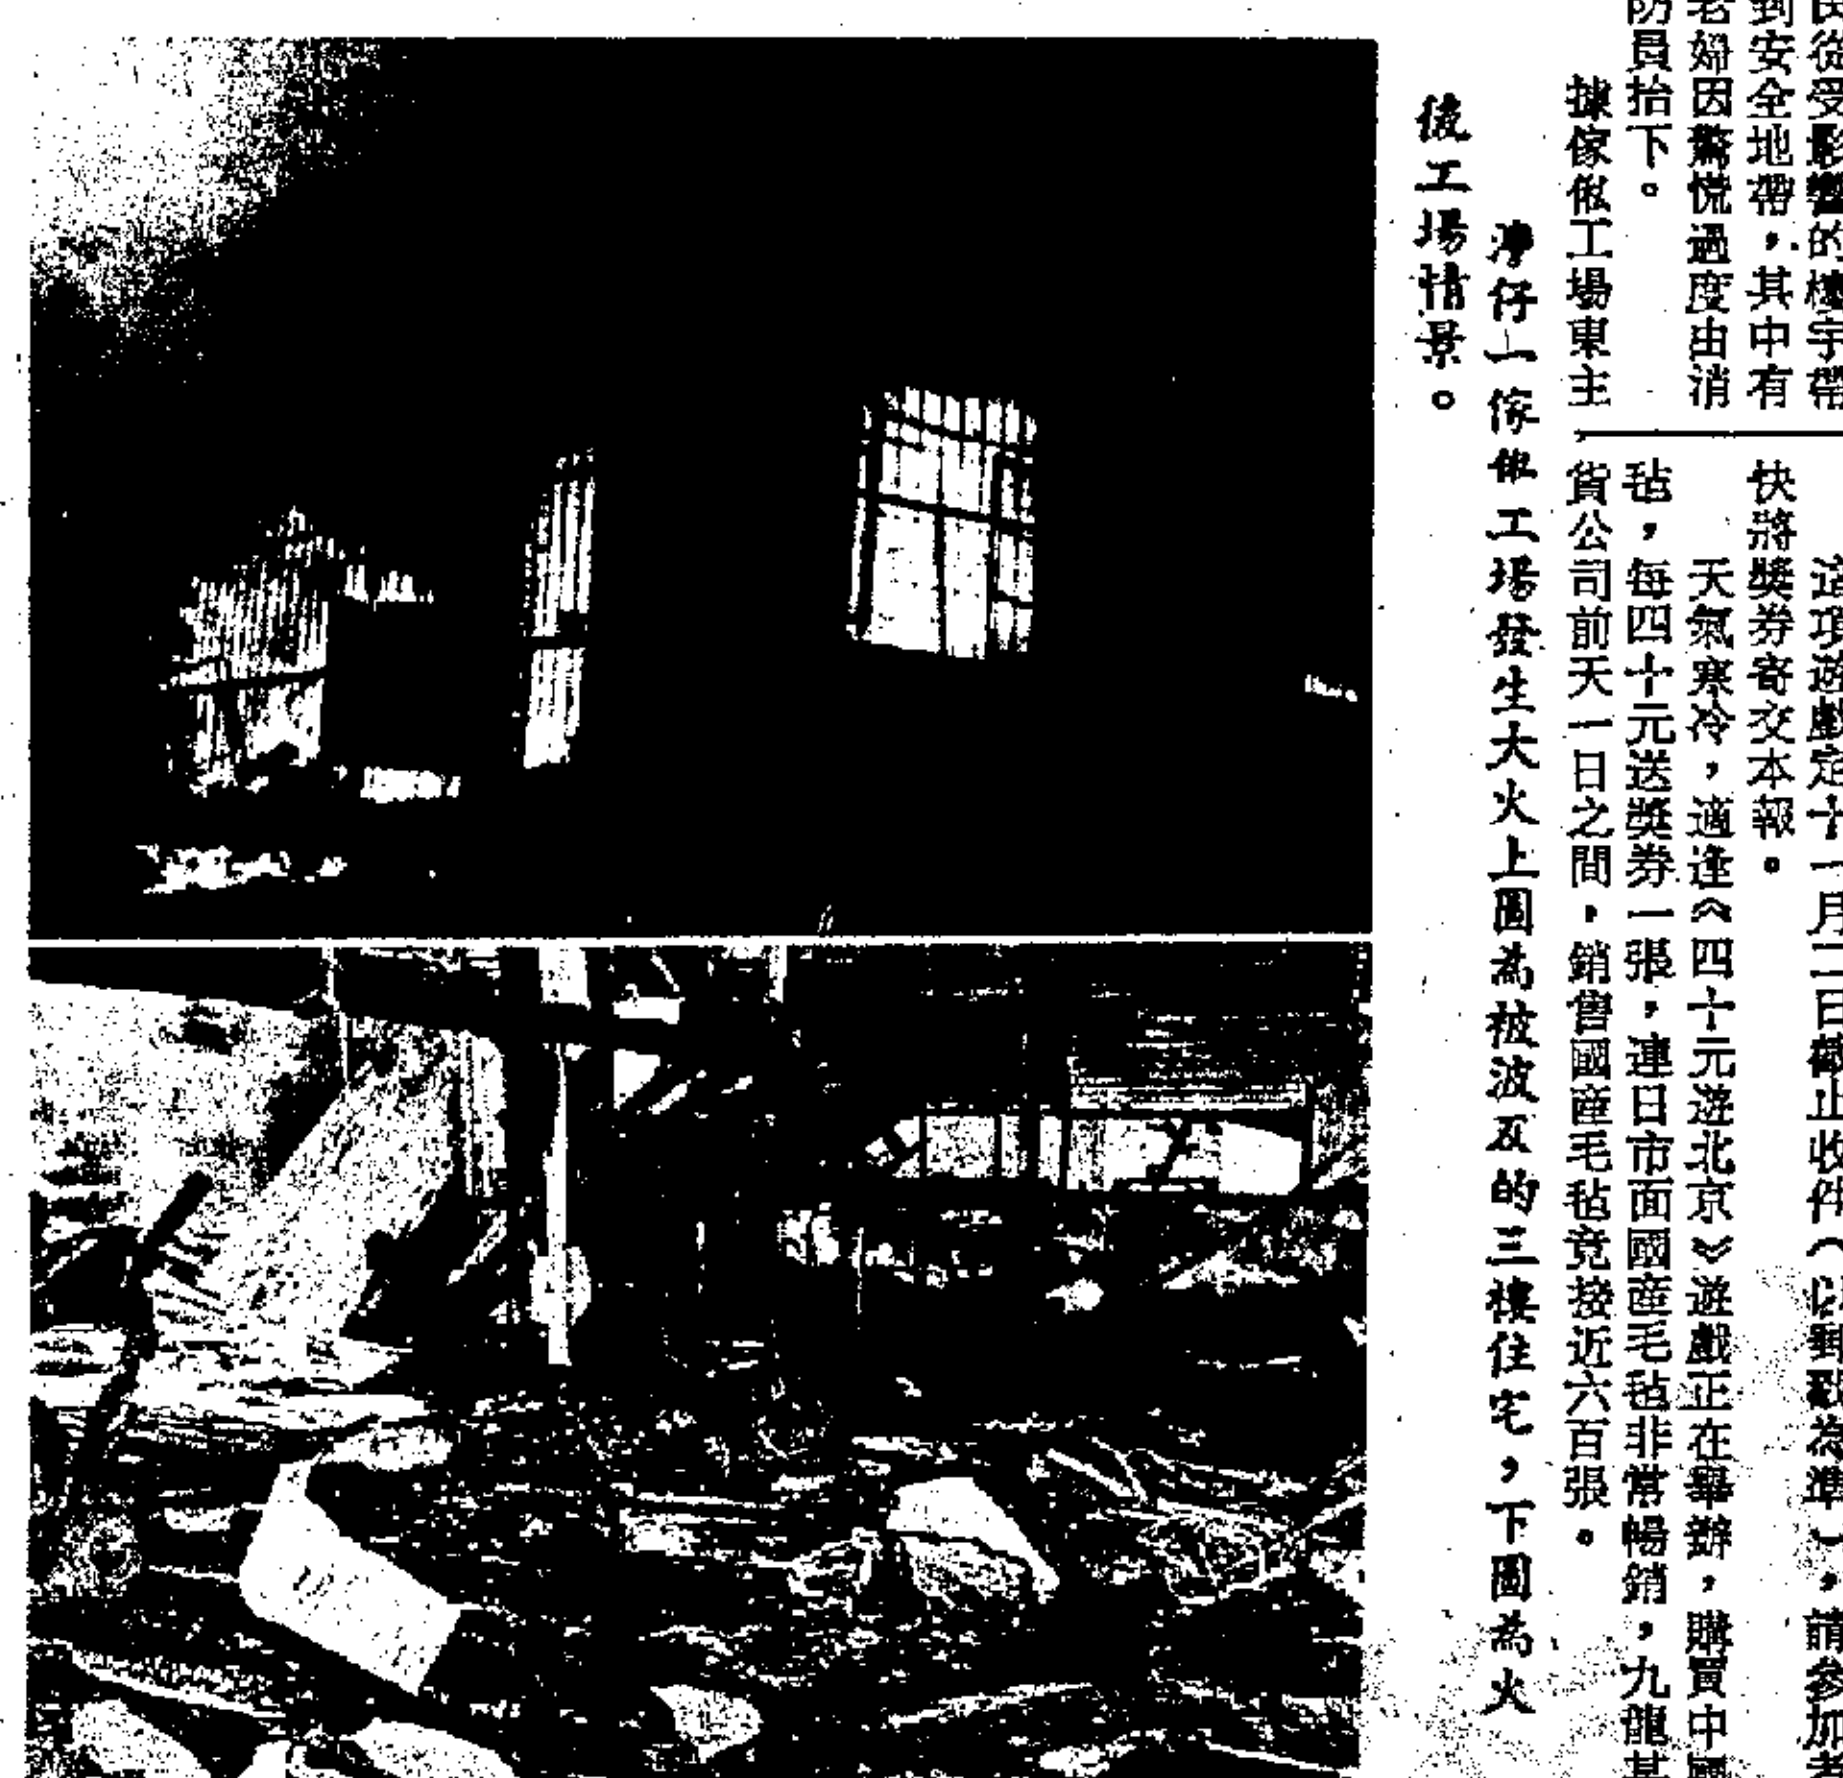 民從受影響的樓宇帶
到安全地帶，其中有
老婦因驚慌過度由消
防員抬下。
據傢俬工場東主
這項遊戲定十一月二日截止收件（以郵戳為準），請參加者
快將獎券寄交本報。
天氣寒冷，適逢《四十元遊北京》遊戲正在舉辦，購買中國
毡，每四十元送獎券一張，連日市面國產毛毡非常暢銷，九龍某
貨公司前天一日之間，銷售國產毛毡竟接近六百張。
灣仔一傢俬工場發生大火上圖為被波及的三樓住宅，下圖為火
後工場情景。